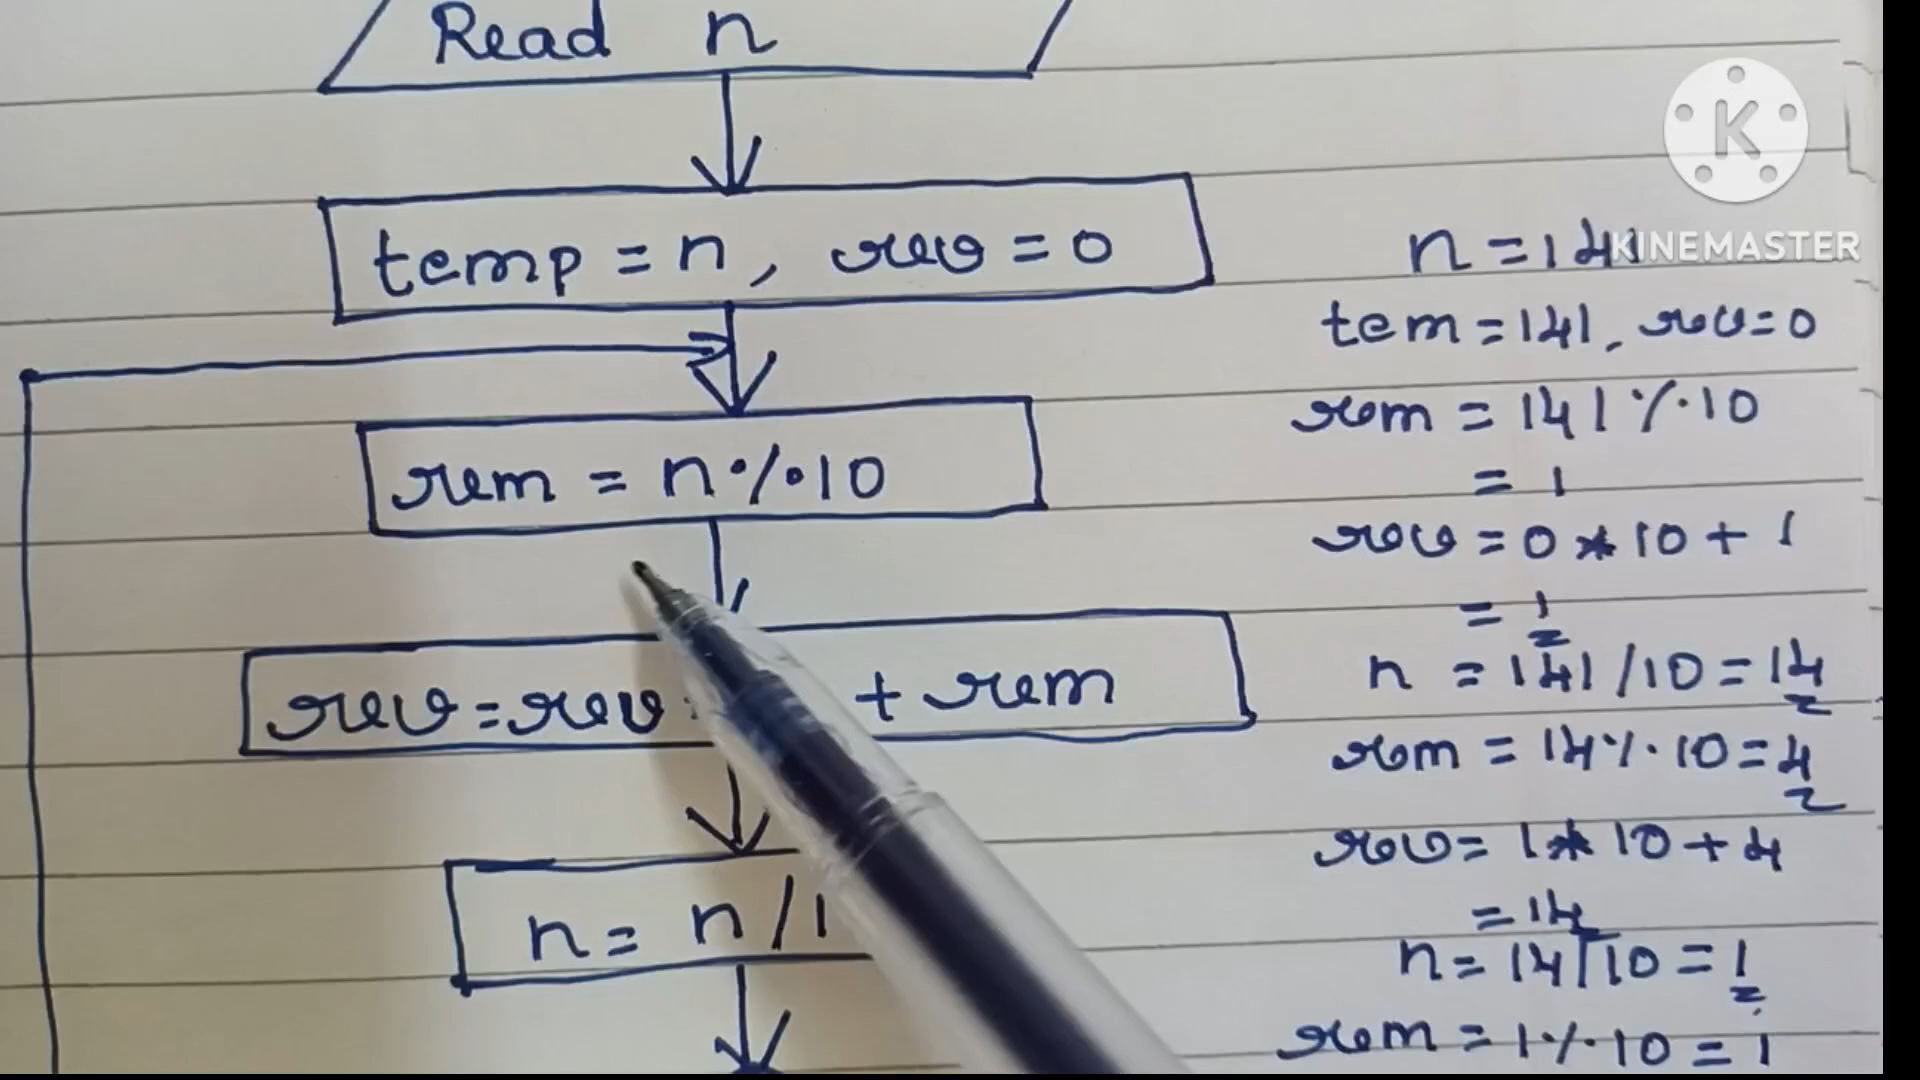 Read n
temp = n, rev = 0
rem = n % 10
rev = rev + rem
n = n / 1
K
KINEMASTER
n = 141
tem = 141, rev = 0
rem = 141 % 10
= 1
rev = 0 * 10 + 1
= 1
n = 141 / 10 = 14
rem = 14 % 10 = 4
rev = 1 * 10 + 4
= 14
n = 14 / 10 = 1
rem = 1 % 10 = 1